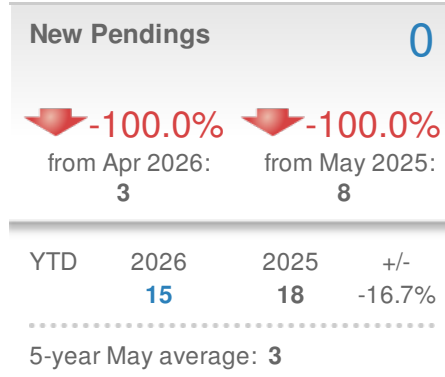 New Pendings 0
-100.0% -100.0%
from Apr 2026: from May 2025:
3 8
YTD 2026 2025 +/-
15 18 -16.7%
5-year May average: 3